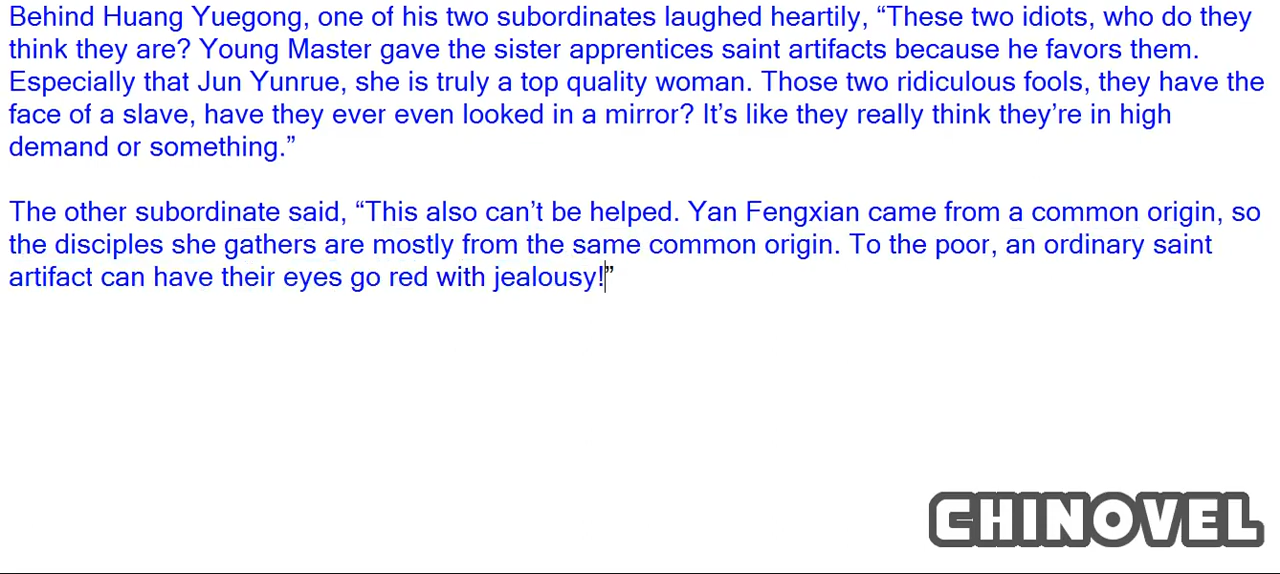 Behind Huang Yuegong, one of his two subordinates laughed heartily, “These two idiots, who do they
think they are? Young Master gave the sister apprentices saint artifacts because he favors them.
Especially that Jun Yunrue, she is truly a top quality woman. Those two ridiculous fools, they have the
face of a slave, have they ever even looked in a mirror? It’s like they really think they’re in high
demand or something.”
The other subordinate said, “This also can’t be helped. Yan Fengxian came from a common origin, so
the disciples she gathers are mostly from the same common origin. To the poor, an ordinary saint
artifact can have their eyes go red with jealousy!”
CHINOVEL